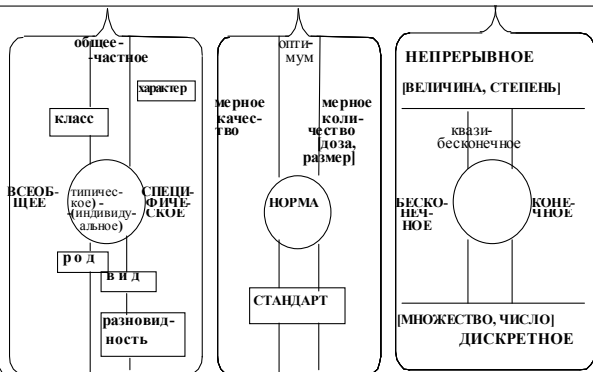 общее-
-частное
характер
класс
ВСЕОБ-
ЩЕЕ
типичес-
кое) -
-(индивиду-
альное)
СПЕЦИ-
ФИЧЕ-
СКОЕ
р о д
в и д
разновид-
ность
опти-
мум
мерное
качес-
тво
мерное
коли-
чество
[доза,
размер]
НОРМА
СТАНДАРТ
НЕПРЕРЫВНОЕ
[ВЕЛИЧИНА, СТЕПЕНЬ]
квази-
бесконечное
БЕСКО-
НЕЧ-
НОЕ
КОНЕ-
ЧНОЕ
[МНОЖЕСТВО, ЧИСЛО]
ДИСКРЕТНОЕ